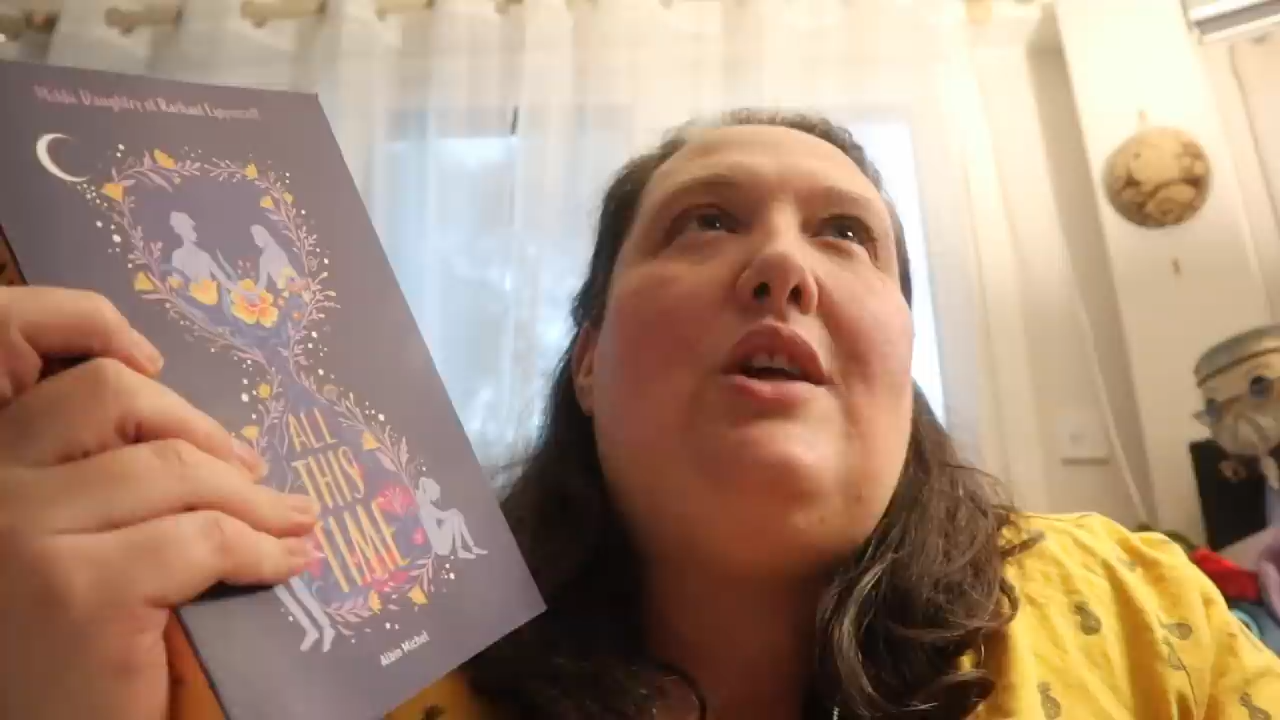 Mikki Daughtry et Rachael Lippincott
ALL
THIS
TIME
Albin Michel